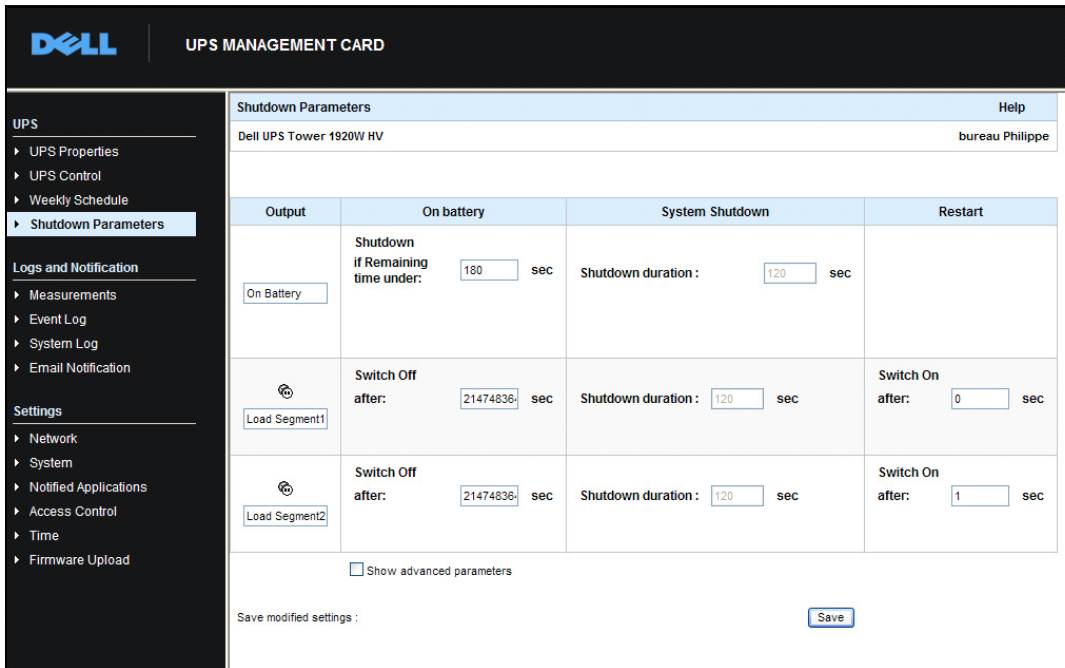 DELL
UPS MANAGEMENT CARD
UPS
UPS Properties
UPS Control
Weekly Schedule
Shutdown Parameters
Logs and Notification
Measurements
Event Log
System Log
Email Notification
Settings
Network
System
Notified Applications
Access Control
Time
Firmware Upload
Shutdown Parameters Help
Dell UPS Tower 1920W HV bureau Philippe
Output On battery System Shutdown Restart
On Battery
Shutdown
if Remaining
time under: 180 sec
Shutdown duration : 120 sec
Load Segment1
Switch Off
after: 21474836 sec
Shutdown duration : 120 sec
Switch On
after: 0 sec
Load Segment2
Switch Off
after: 21474836 sec
Shutdown duration : 120 sec
Switch On
after: 1 sec
Show advanced parameters
Save modified settings : Save